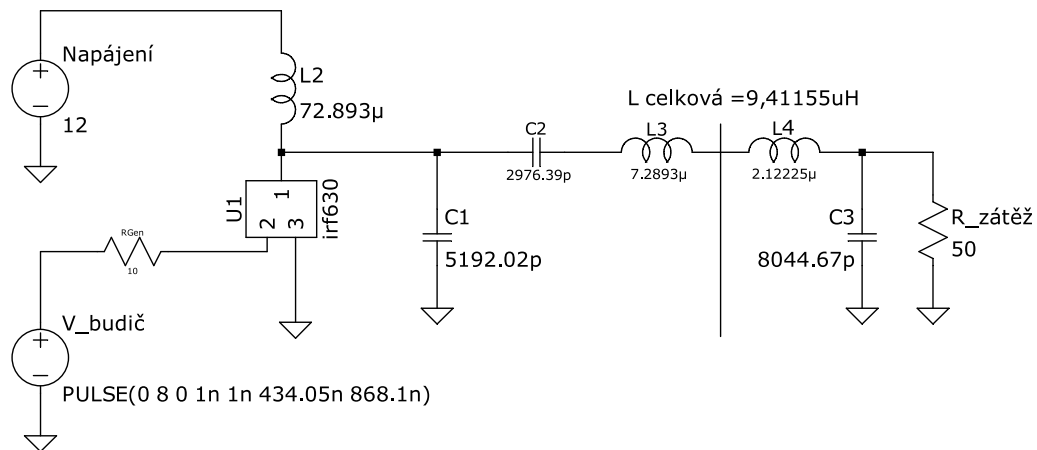 Napájení
12
L2
72.893µ
L celková =9,41155uH
C2
2976.39p
L3
7.2893µ
L4
2.12225µ
U1
1
2
3
irf630
C1
5192.02p
C3
8044.67p
R_zátěž
50
RGen
10
V_budič
PULSE(0 8 0 1n 1n 434.05n 868.1n)